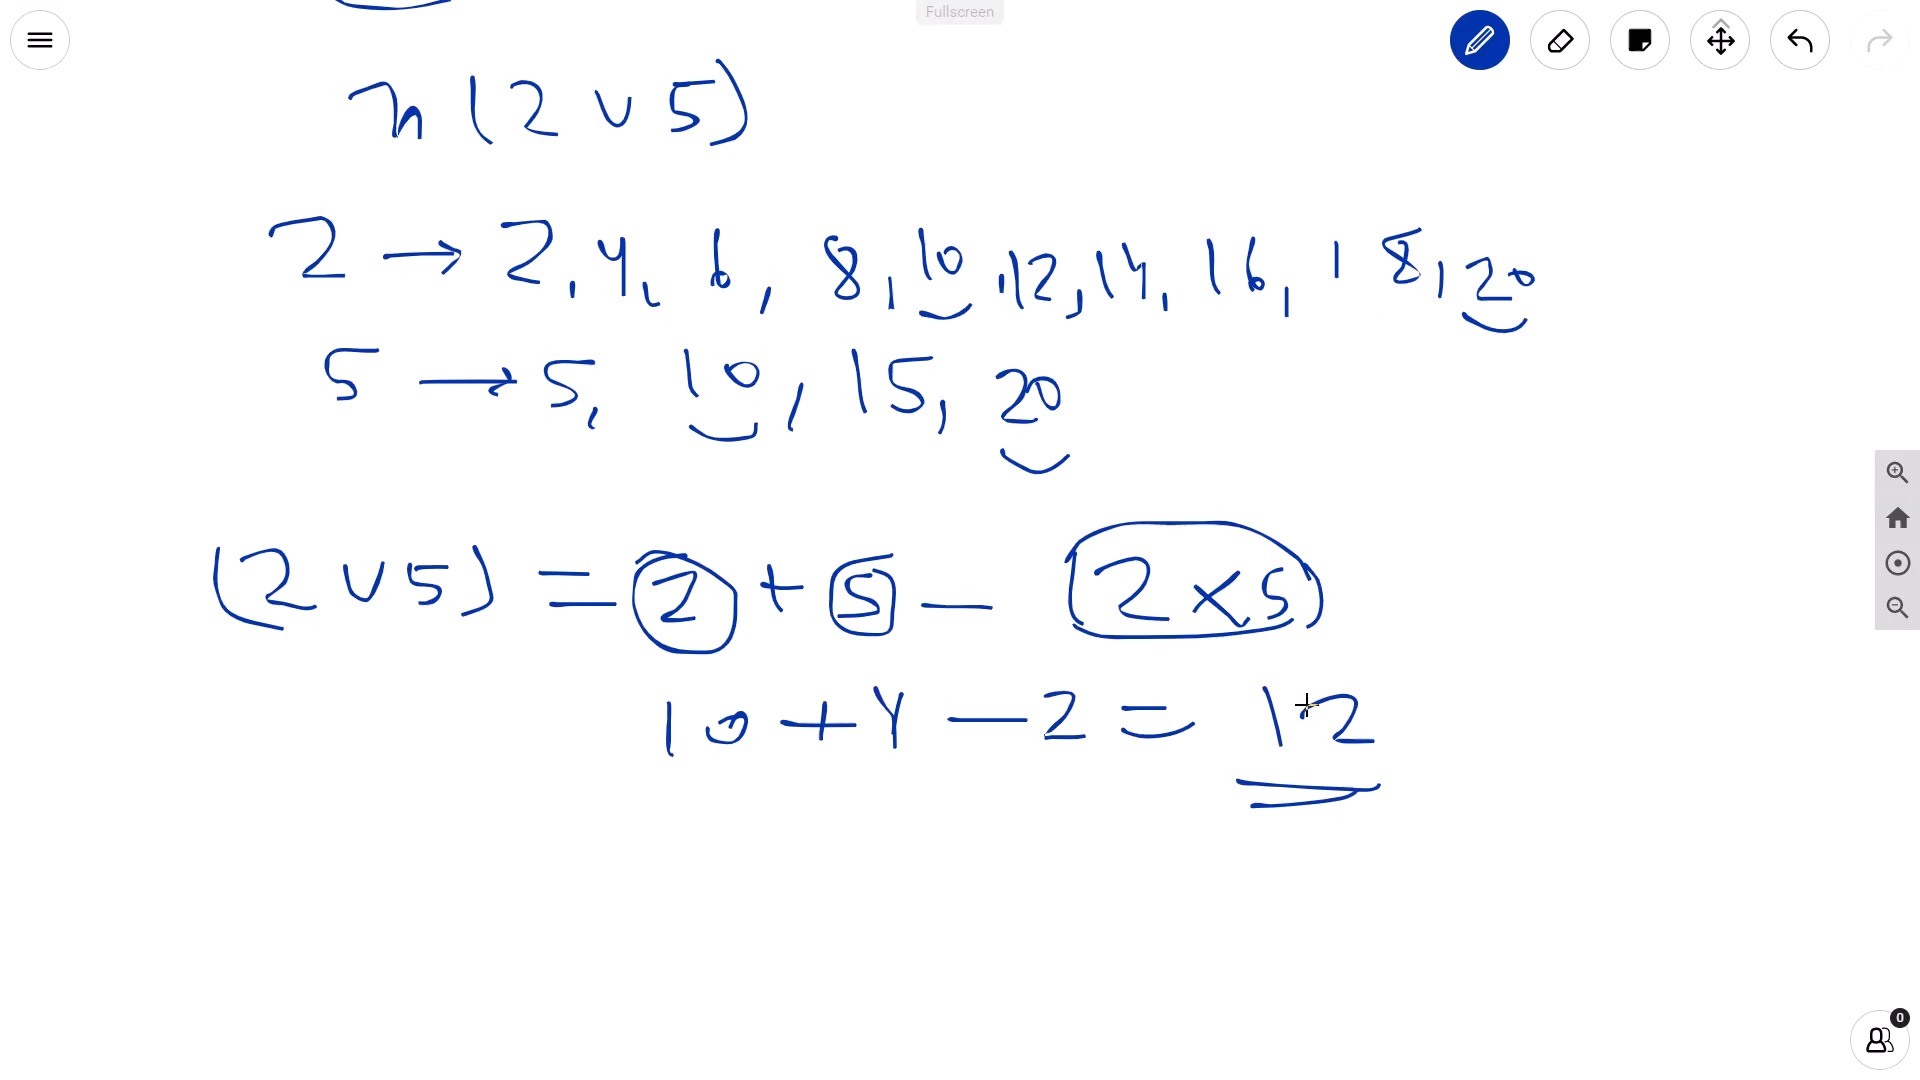 Fullscreen
n(2 ∪ 5)
2 → 2, 4, 6, 8, 10, 12, 14, 16, 18, 20
5 → 5, 10, 15, 20
(2 ∪ 5) = 2 + 5 − (2 × 5)
10 + 4 − 2 = 12
0